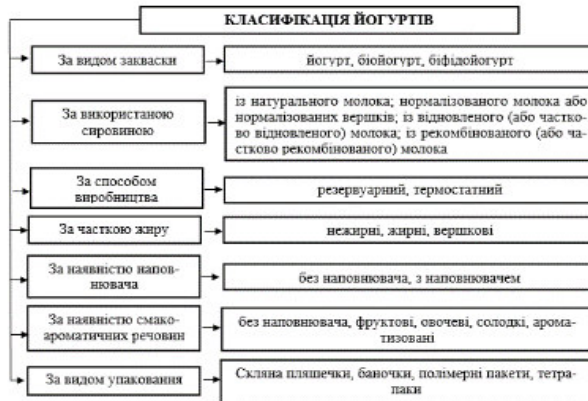 КЛАСИФІКАЦІЯ ЙОГУРТІВ
За видом закваски
йогурт, біойогурт, біфідойогурт
За використаною
сировиною
із натурального молока; нормалізованого молока або
нормалізованих вершків; із відновленого (або частко-
во відновленого) молока; із рекомбінованого (або ча-
стково рекомбінованого) молока
За способом
виробництва
резервуарний, термостатний
За часткою жиру
нежирні, жирні, вершкові
За наявністю напов-
нювача
без наповнювача, з наповнювачем
За наявністю смако-
ароматичних речовин
без наповнювача, фруктові, овочеві, солодкі, арома-
тизовані
За видом упаковання
Скляна пляшечки, баночки, полімерні пакети, тетра-
паки